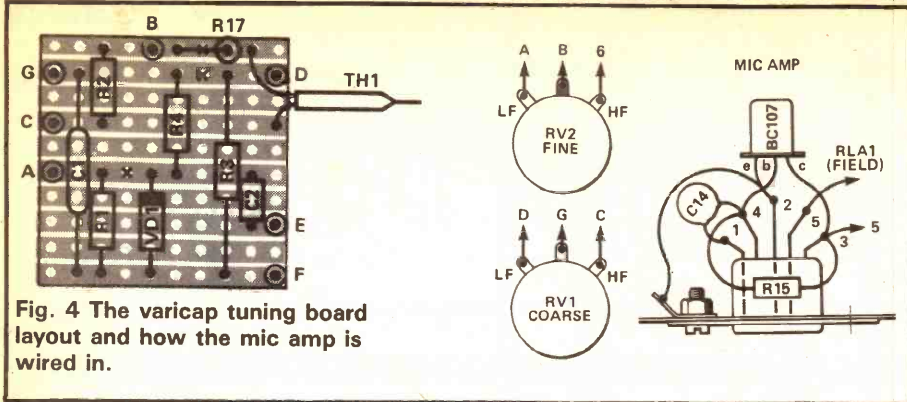 B
R17
G
R2
D
TH1
C
R4
A
C1
R3
C2
R1
VD1
E
F
Fig. 4 The varicap tuning board
layout and how the mic amp is
wired in.
A B 6
LF HF
RV2
FINE
D G C
LF HF
RV1
COARSE
MIC AMP
BC107
e b c
RLA1
(FIELD)
C14
4 2 5
1 3 5
R15